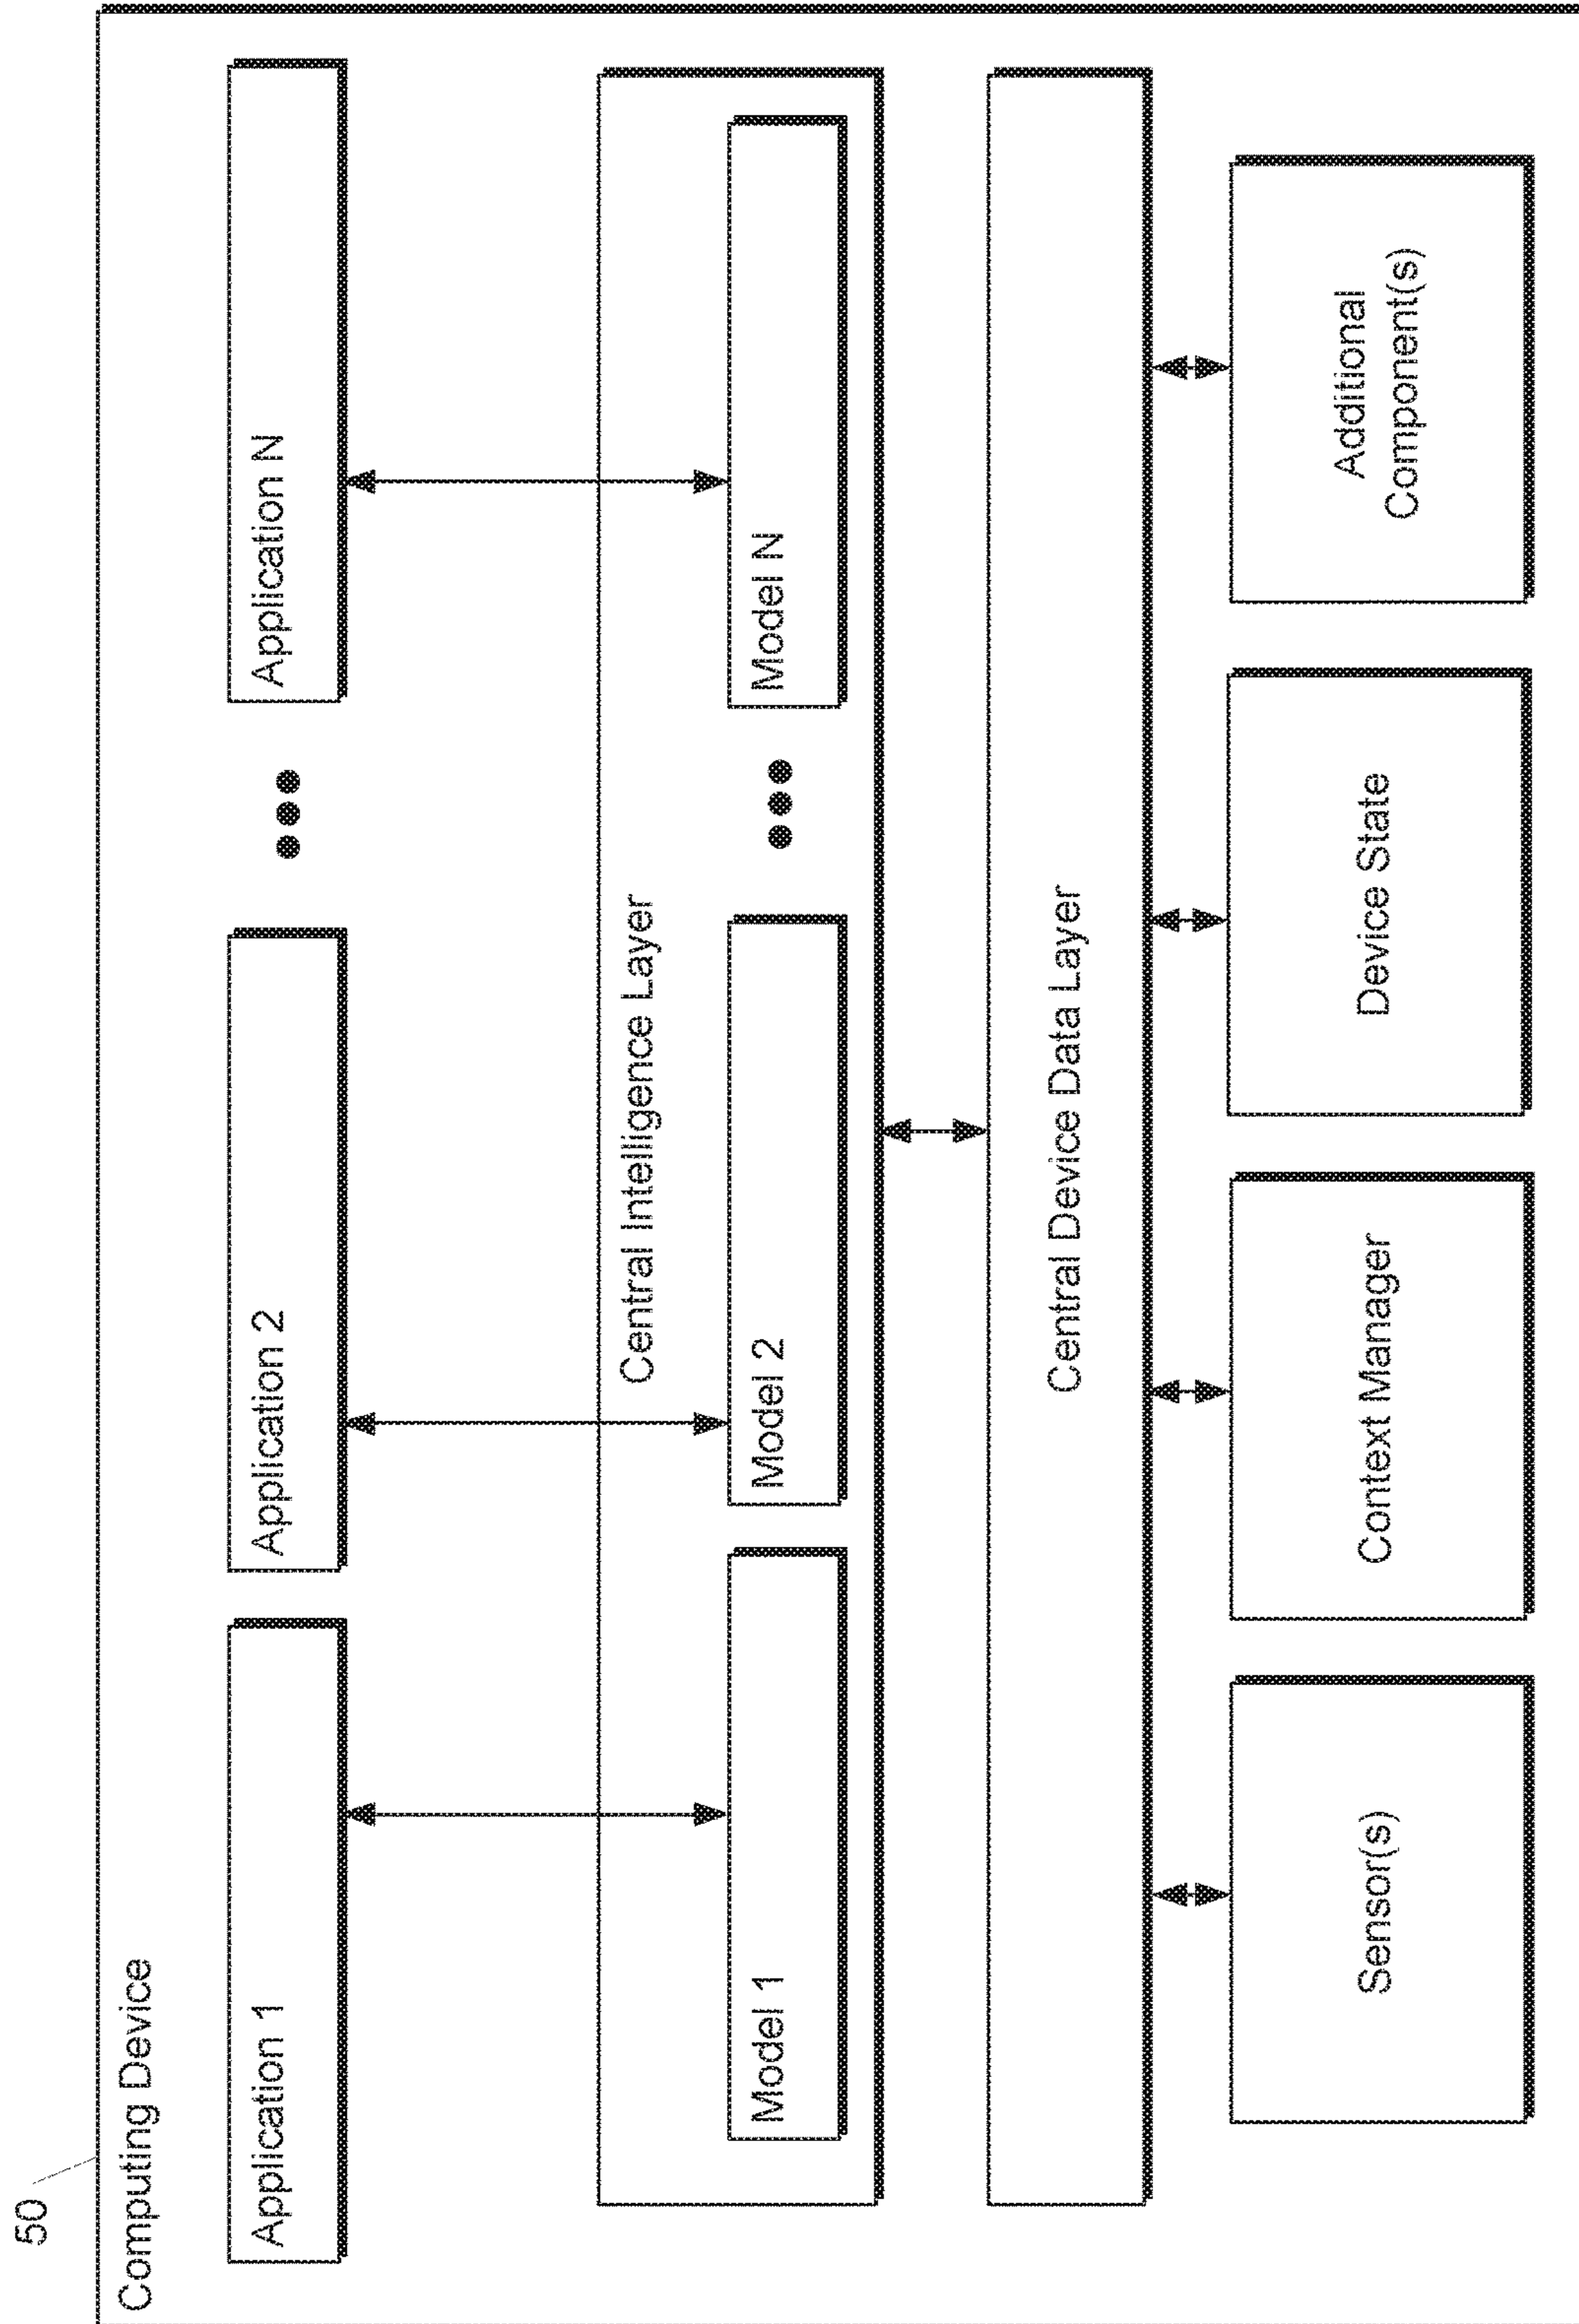 50
Computing Device
Application 1
Application 2
Application N
Central Intelligence Layer
Model 1
Model 2
Model N
Central Device Data Layer
Sensor(s)
Context Manager
Device State
Additional
Component(s)